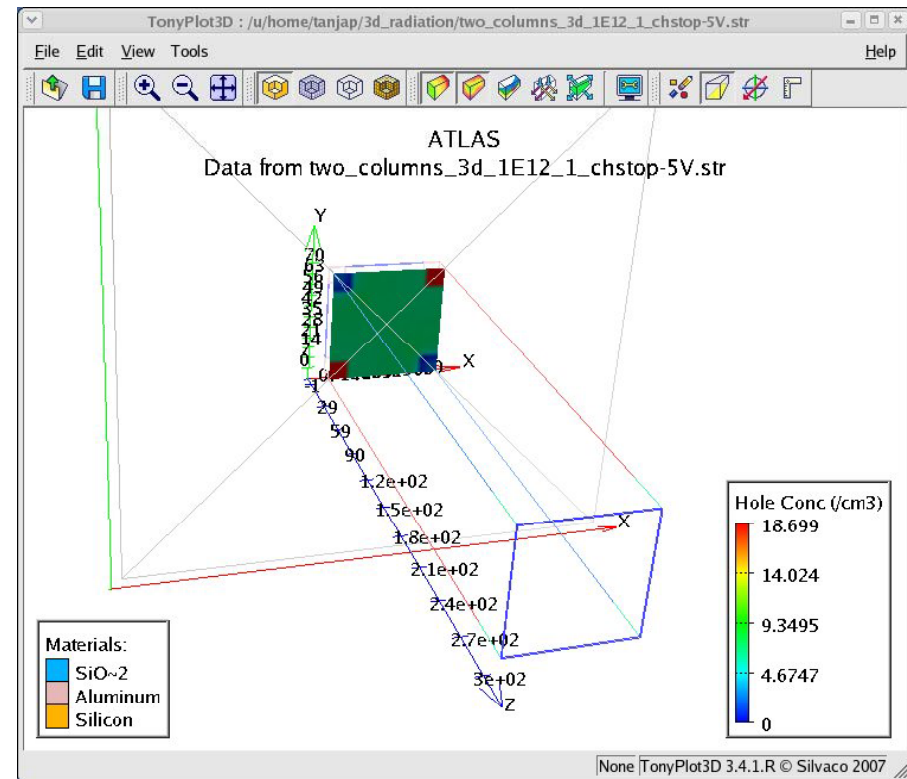 TonyPlot3D : /u/home/tanjap/3d_radiation/two_columns_3d_1E12_1_chstop-5V.str
File Edit View Tools Help
ATLAS
Data from two_columns_3d_1E12_1_chstop-5V.str
Y
70
63
56
49
42
35
28
21
14
7
0
X
-1
29
59
90
1.2e+02
1.5e+02
1.8e+02
X
2.1e+02
2.4e+02
2.7e+02
3e+02
Z
Hole Conc (/cm3)
18.699
14.024
9.3495
4.6747
0
Materials:
SiO~2
Aluminum
Silicon
None TonyPlot3D 3.4.1.R © Silvaco 2007